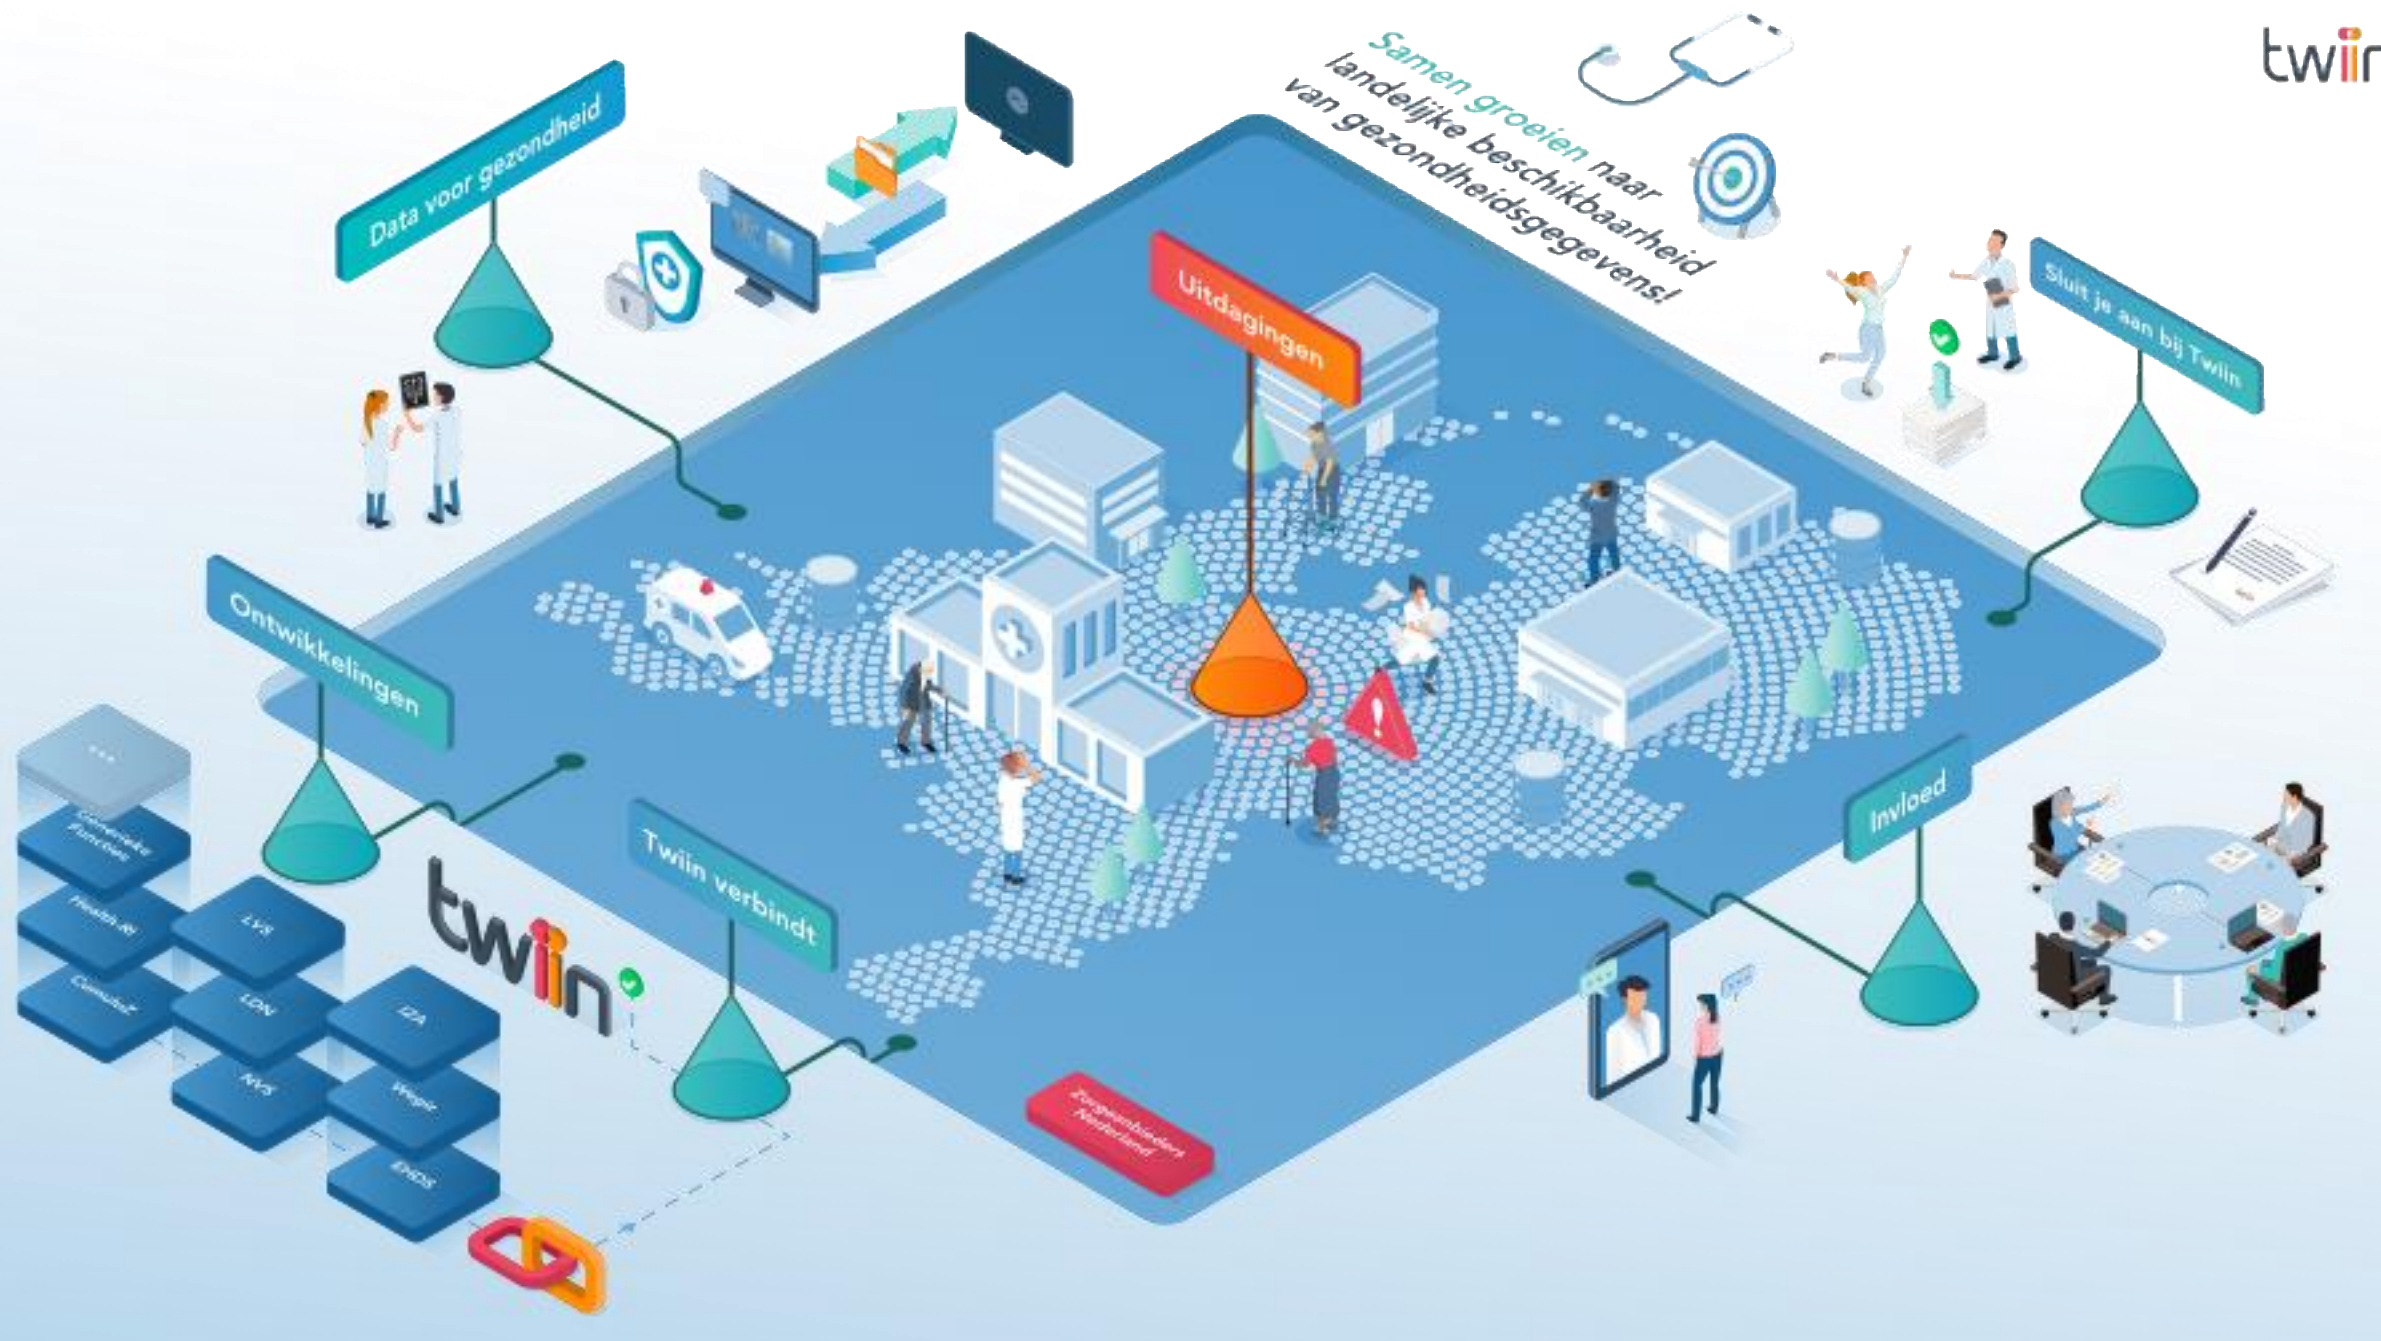 twiin
Samen groeien naar
landelijke beschikbaarheid
van gezondheidsgegevens!
Data voor gezondheid
Uitdagingen
Sluit je aan bij Twiin
Ontwikkelingen
...
Generieke
Functies
Health-RI
CumuluZ
LVS
LDN
NVS
IZA
Wegiz
EHDS
twiin
Twiin verbindt
Invloed
Zorgaanbieders
Nederland